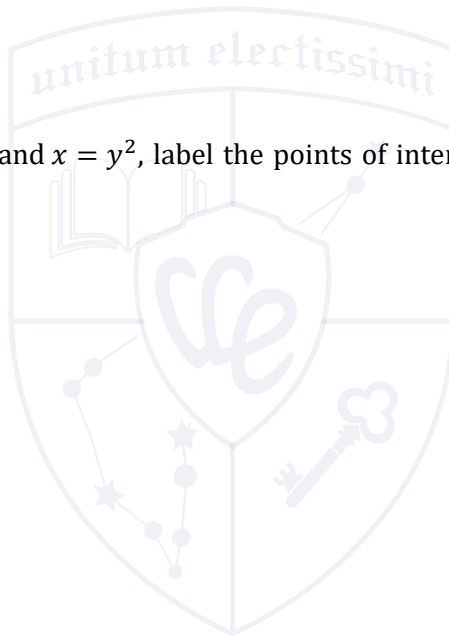 unitum electissimi
and 𝑥 = 𝑦², label the points of inter